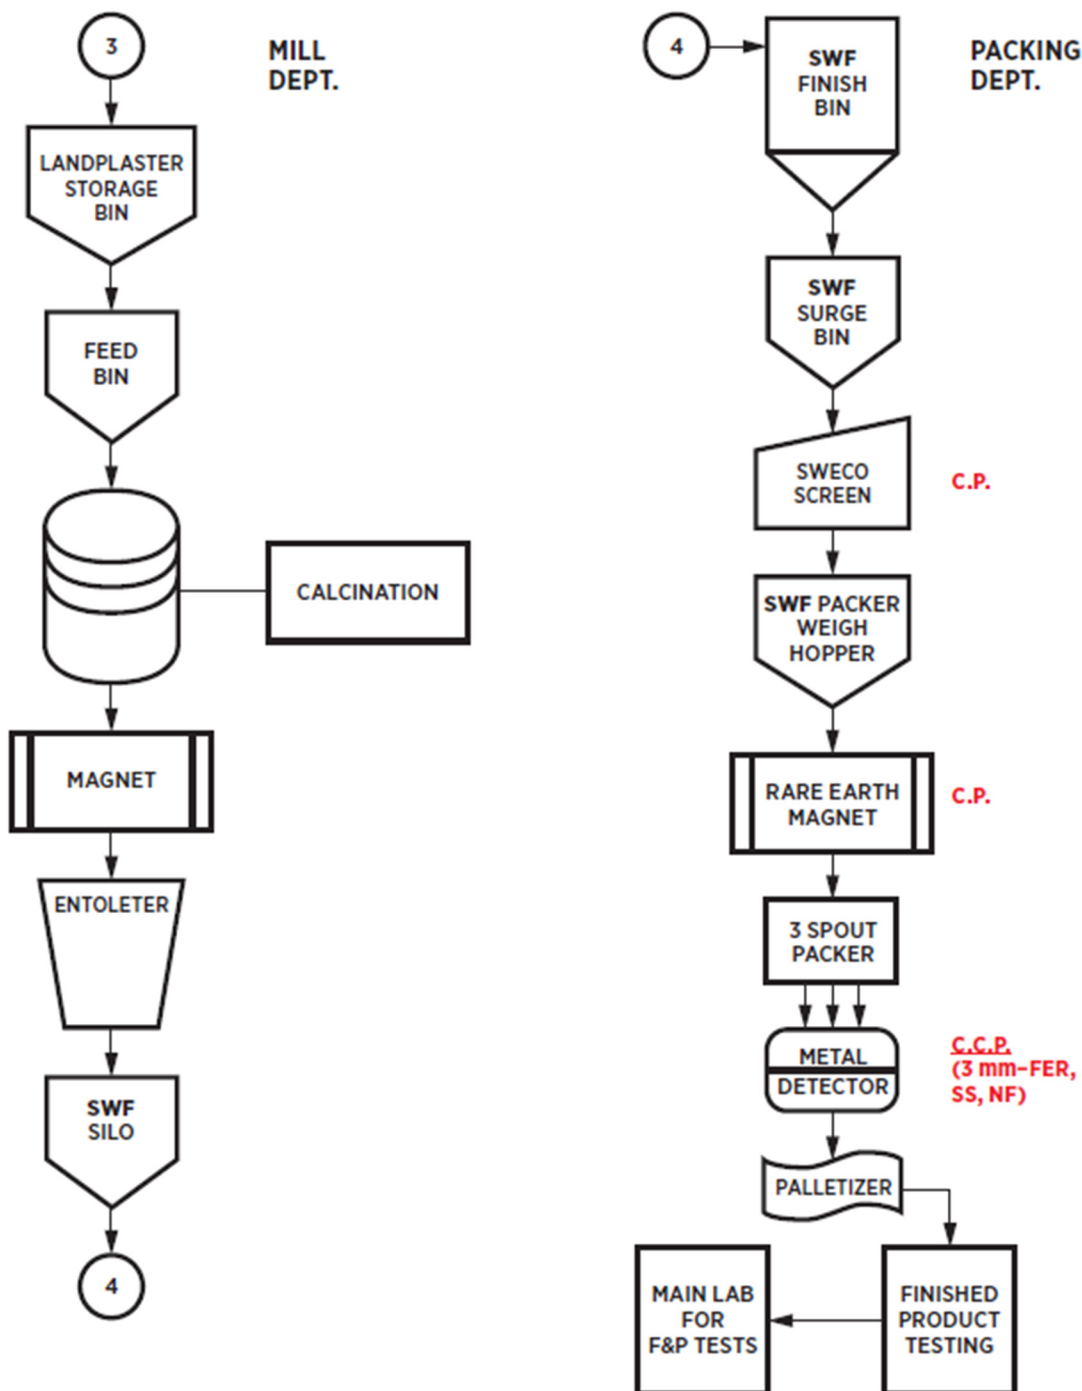 3
MILL
DEPT.
LANDPLASTER
STORAGE
BIN
FEED
BIN
CALCINATION
MAGNET
ENTOLETER
SWF
SILO
4
4
PACKING
DEPT.
SWF
FINISH
BIN
SWF
SURGE
BIN
SWECO
SCREEN
C.P.
SWF PACKER
WEIGH
HOPPER
RARE EARTH
MAGNET
C.P.
3 SPOUT
PACKER
METAL
DETECTOR
C.C.P.
(3 mm–FER,
SS, NF)
PALLETIZER
MAIN LAB
FOR
F&P TESTS
FINISHED
PRODUCT
TESTING